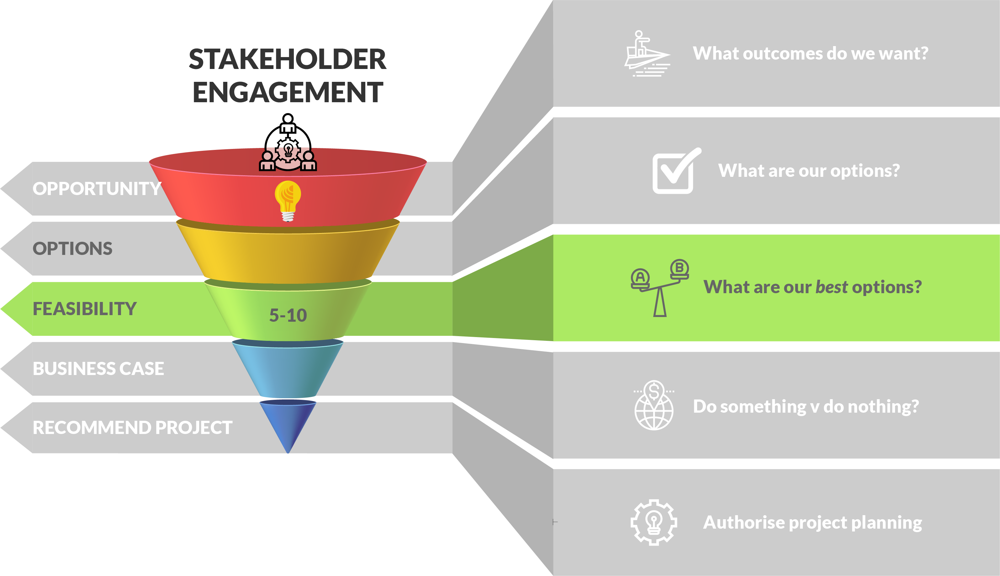 STAKEHOLDER
ENGAGEMENT
OPPORTUNITY
What outcomes do we want?
OPTIONS
What are our options?
FEASIBILITY
5-10
A
B
What are our best options?
BUSINESS CASE
$
Do something v do nothing?
RECOMMEND PROJECT
Authorise project planning